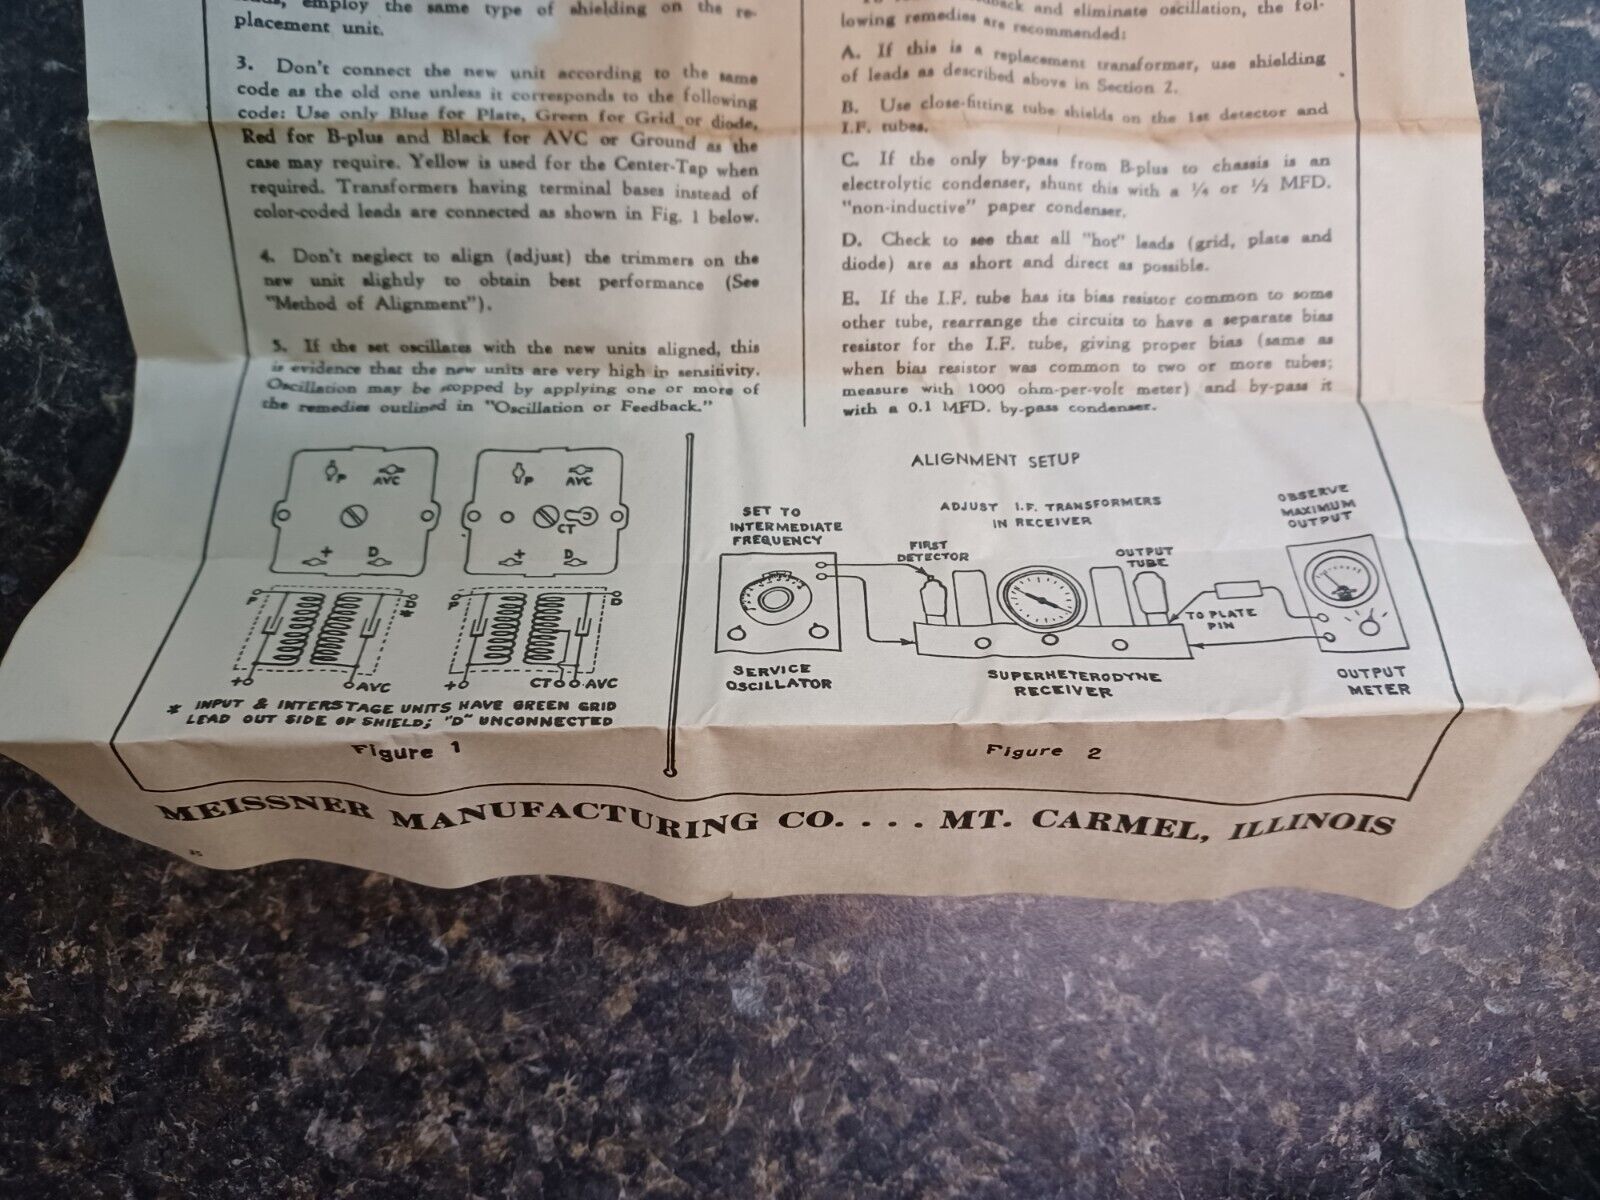 employ the same type of shielding on the re-
placement unit.
3. Don't connect the new unit according to the same
code as the old one unless it corresponds to the following
code: Use only Blue for Plate, Green for Grid or diode,
Red for B-plus and Black for AVC or Ground as the
case may require. Yellow is used for the Center-Tap when
required. Transformers having terminal bases instead of
color-coded leads are connected as shown in Fig. 1 below.
4. Don't neglect to align (adjust) the trimmers on the
new unit slightly to obtain best performance (See
"Method of Alignment").
5. If the set oscillates with the new units aligned, this
is evidence that the new units are very high in sensitivity.
Oscillation may be stopped by applying one or more of
the remedies outlined in "Oscillation or Feedback."
and eliminate oscillation, the fol-
lowing remedies are recommended:
A. If this is a replacement transformer, use shielding
of leads as described above in Section 2.
B. Use close-fitting tube shields on the 1st detector and
I.F. tubes.
C. If the only by-pass from B-plus to chassis is an
electrolytic condenser, shunt this with a ¼ or ½ MFD.
"non-inductive" paper condenser.
D. Check to see that all "hot" leads (grid, plate and
diode) are as short and direct as possible.
E. If the I.F. tube has its bias resistor common to some
other tube, rearrange the circuits to have a separate bias
resistor for the I.F. tube, giving proper bias (same as
when bias resistor was common to two or more tubes;
measure with 1000 ohm-per-volt meter) and by-pass it
with a 0.1 MFD. by-pass condenser.
P AVC
+ D
P AVC
CT
+ D
P D
*
+ AVC
P D
+ CT AVC
* INPUT & INTERSTAGE UNITS HAVE GREEN GRID
LEAD OUT SIDE OF SHIELD; "D" UNCONNECTED
Figure 1
ALIGNMENT SETUP
SET TO
INTERMEDIATE
FREQUENCY
ADJUST I.F. TRANSFORMERS
IN RECEIVER
OBSERVE
MAXIMUM
OUTPUT
FIRST
DETECTOR
OUTPUT
TUBE
TO PLATE
PIN
SERVICE
OSCILLATOR
SUPERHETERODYNE
RECEIVER
OUTPUT
METER
Figure 2
MEISSNER MANUFACTURING CO. . . . MT. CARMEL, ILLINOIS